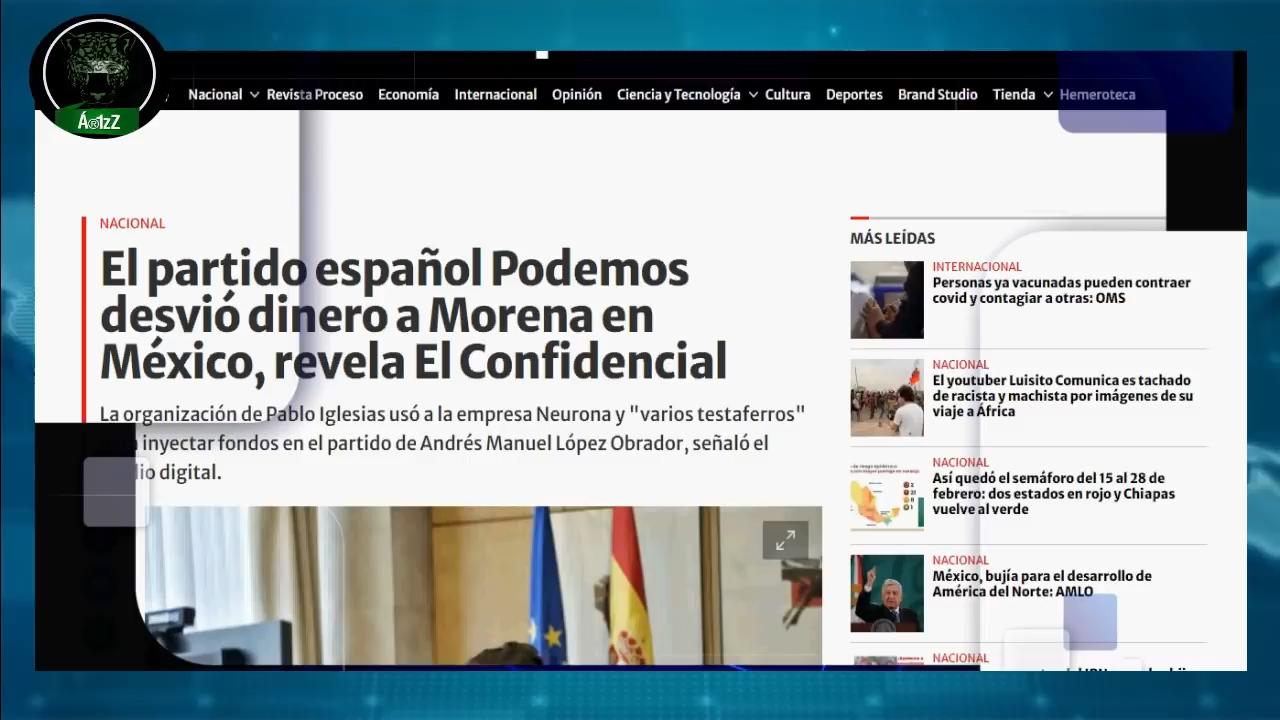 Á®1zZ
Nacional Revista Proceso Economía Internacional Opinión Ciencia y Tecnología Cultura Deportes Brand Studio Tienda Hemeroteca
NACIONAL
El partido español Podemos
desvió dinero a Morena en
México, revela El Confidencial
La organización de Pablo Iglesias usó a la empresa Neurona y "varios testaferros"
inyectar fondos en el partido de Andrés Manuel López Obrador, señaló el
digital.
MÁS LEÍDAS
INTERNACIONAL
Personas ya vacunadas pueden contraer
covid y contagiar a otras: OMS
NACIONAL
El youtuber Luisito Comunica es tachado
de racista y machista por imágenes de su
viaje a África
NACIONAL
Así quedó el semáforo del 15 al 28 de
febrero: dos estados en rojo y Chiapas
vuelve al verde
NACIONAL
México, bujía para el desarrollo de
América del Norte: AMLO
NACIONAL